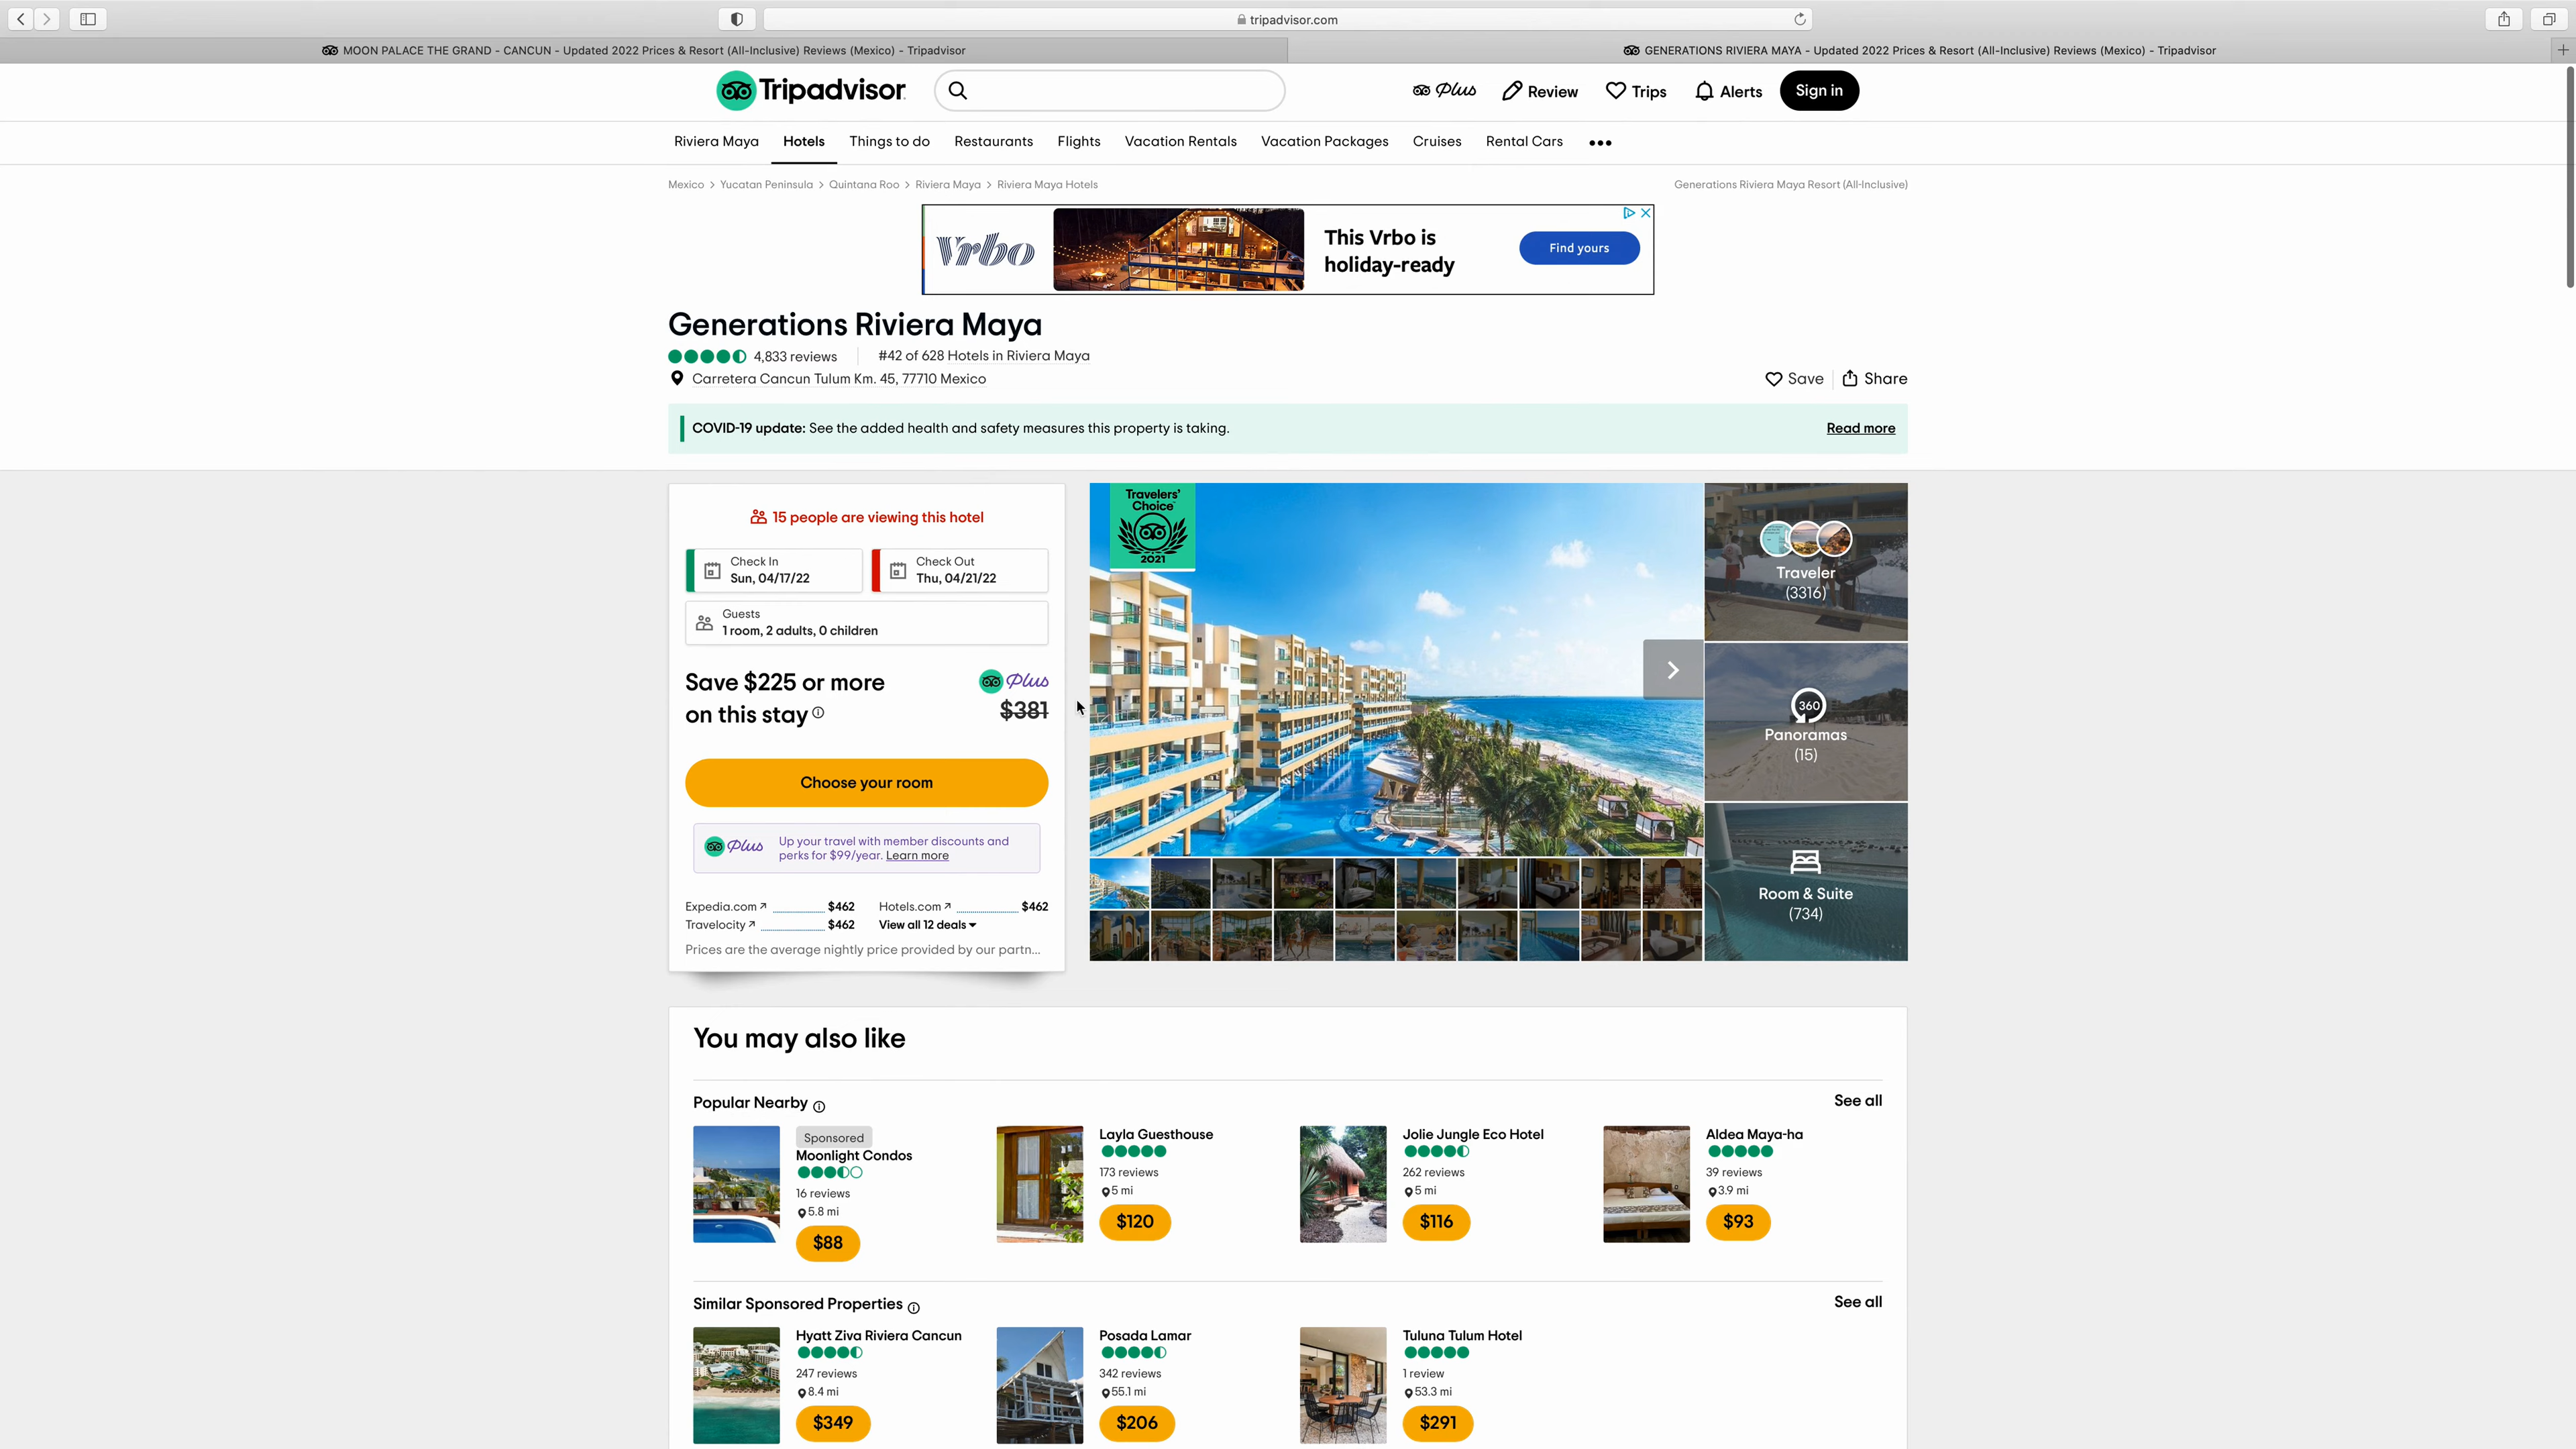 tripadvisor.com
MOON PALACE THE GRAND - CANCUN - Updated 2022 Prices & Resort (All-Inclusive) Reviews (Mexico) - Tripadvisor
GENERATIONS RIVIERA MAYA - Updated 2022 Prices & Resort (All-Inclusive) Reviews (Mexico) - Tripadvisor
Tripadvisor
Plus
Review
Trips
Alerts
Sign in
Riviera Maya
Hotels
Things to do
Restaurants
Flights
Vacation Rentals
Vacation Packages
Cruises
Rental Cars
Mexico > Yucatan Peninsula > Quintana Roo > Riviera Maya > Riviera Maya Hotels
Generations Riviera Maya Resort (All-Inclusive)
Vrbo
This Vrbo is
holiday-ready
Find yours
Generations Riviera Maya
4,833 reviews
#42 of 628 Hotels in Riviera Maya
Carretera Cancun Tulum Km. 45, 77710 Mexico
Save
Share
COVID-19 update: See the added health and safety measures this property is taking.
Read more
15 people are viewing this hotel
Check In
Sun, 04/17/22
Check Out
Thu, 04/21/22
Guests
1 room, 2 adults, 0 children
Save $225 or more
on this stay
Plus
$381
Choose your room
Plus
Up your travel with member discounts and
perks for $99/year. Learn more
Expedia.com $462
Hotels.com $462
Travelocity $462
View all 12 deals
Prices are the average nightly price provided by our partn...
Travelers'
Choice
2021
Traveler
(3316)
360
Panoramas
(15)
Room & Suite
(734)
You may also like
Popular Nearby
See all
Sponsored
Moonlight Condos
16 reviews
5.8 mi
$88
Layla Guesthouse
173 reviews
5 mi
$120
Jolie Jungle Eco Hotel
262 reviews
5 mi
$116
Aldea Maya-ha
39 reviews
3.9 mi
$93
Similar Sponsored Properties
See all
Hyatt Ziva Riviera Cancun
247 reviews
8.4 mi
$349
Posada Lamar
342 reviews
55.1 mi
$206
Tuluna Tulum Hotel
1 review
53.3 mi
$291